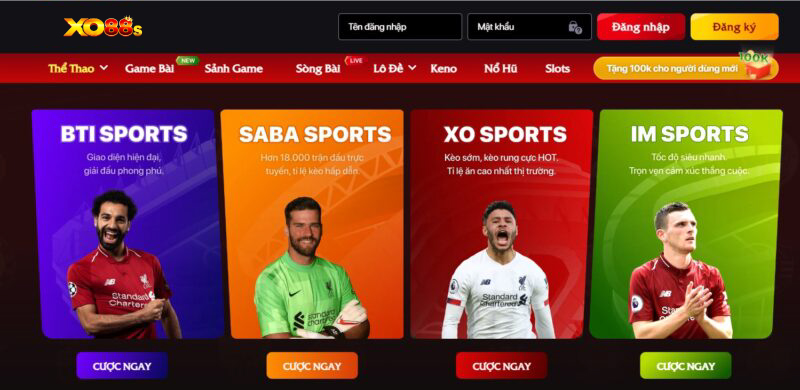 XO88s
Tên đăng nhập
Mật khẩu
Đăng nhập
Đăng ký
Thể Thao
Game Bài
NEW
Sảnh Game
Sòng Bài
LIVE
Lô Đề
Keno
Nổ Hũ
Slots
Tặng 100k cho người dùng mới
100K
BTI SPORTS
Giao diện hiện đại,
giải đấu phong phú.
SABA SPORTS
Hơn 18.000 trận đấu trực
tuyến, tỉ lệ kèo hấp dẫn.
XO SPORTS
Kèo sớm, kèo rung cực HOT.
Tỉ lệ ăn cao nhất thị trường.
IM SPORTS
Tốc độ siêu nhanh.
Trọn vẹn cảm xúc thắng cuộc.
Standard
Chartered
standard
chartered
Standard
Chartered
Standard
Chartered
CƯỢC NGAY
CƯỢC NGAY
CƯỢC NGAY
CƯỢC NGAY